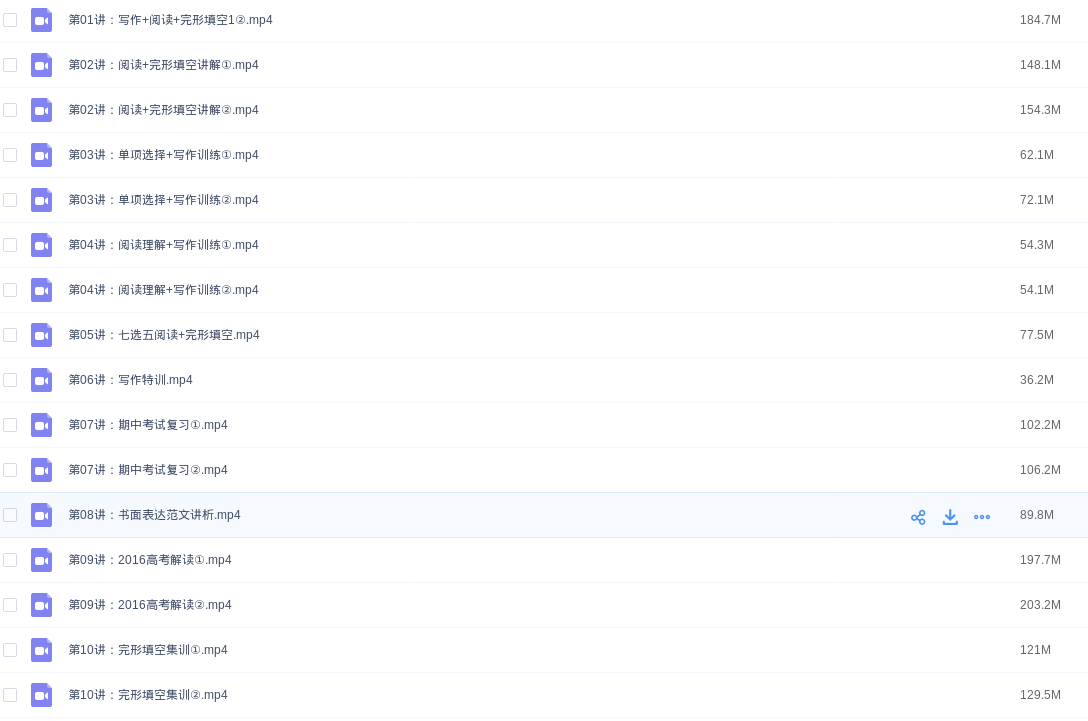 第01讲：写作+阅读+完形填空1②.mp4 184.7M
第02讲：阅读+完形填空讲解①.mp4 148.1M
第02讲：阅读+完形填空讲解②.mp4 154.3M
第03讲：单项选择+写作训练①.mp4 62.1M
第03讲：单项选择+写作训练②.mp4 72.1M
第04讲：阅读理解+写作训练①.mp4 54.3M
第04讲：阅读理解+写作训练②.mp4 54.1M
第05讲：七选五阅读+完形填空.mp4 77.5M
第06讲：写作特训.mp4 36.2M
第07讲：期中考试复习①.mp4 102.2M
第07讲：期中考试复习②.mp4 106.2M
第08讲：书面表达范文讲析.mp4 89.8M
第09讲：2016高考解读①.mp4 197.7M
第09讲：2016高考解读②.mp4 203.2M
第10讲：完形填空集训①.mp4 121M
第10讲：完形填空集训②.mp4 129.5M